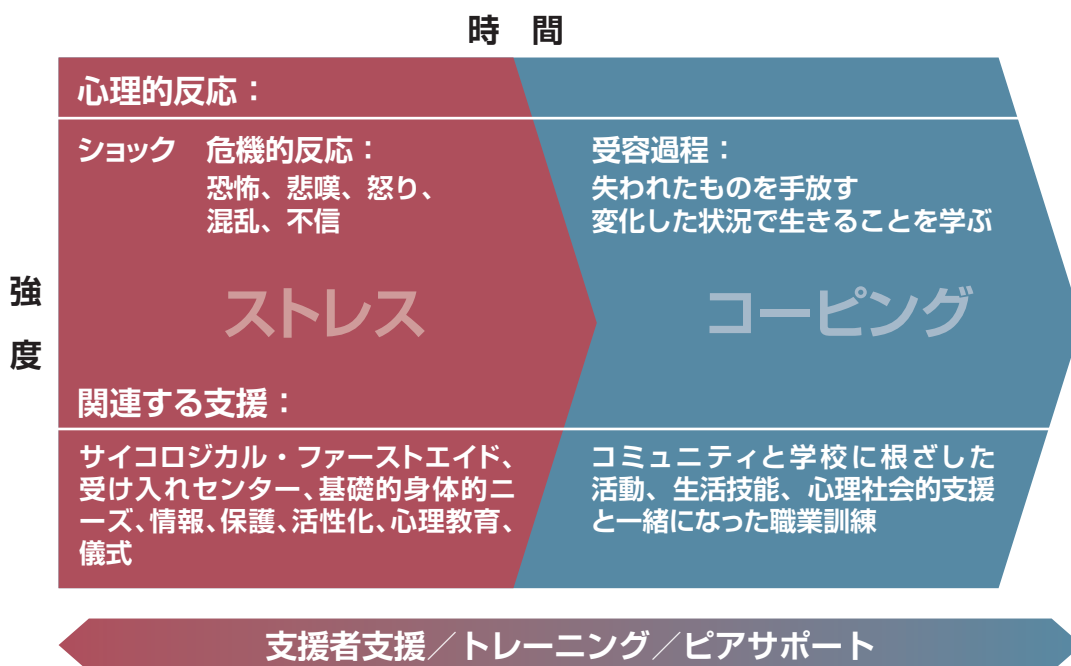 時 間
心理的反応：
ショック 危機的反応：
恐怖、悲嘆、怒り、
混乱、不信
受容過程：
失われたものを手放す
変化した状況で生きることを学ぶ
強
度
ストレス
コーピング
関連する支援：
サイコロジカル・ファーストエイド、
受け入れセンター、基礎的身体的ニ
ーズ、情報、保護、活性化、心理教育、
儀式
コミュニティと学校に根ざした
活動、生活技能、心理社会的支援
と一緒になった職業訓練
支援者支援／トレーニング／ピアサポート